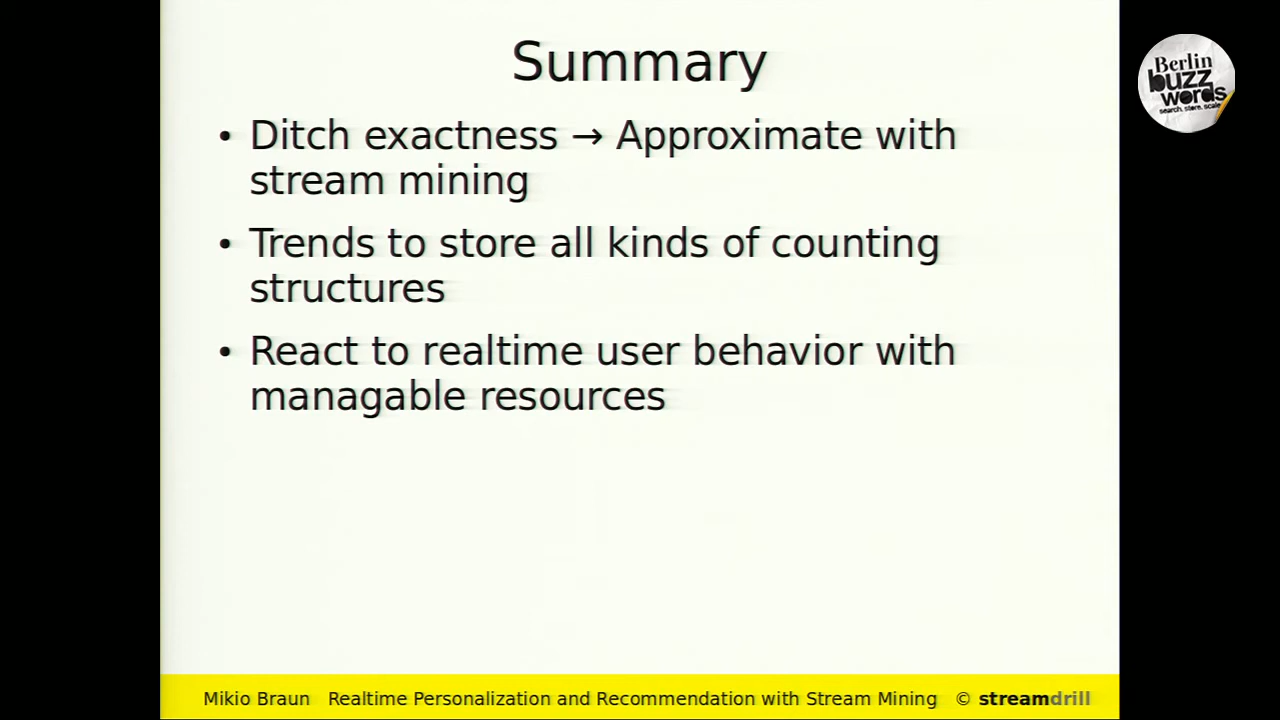 Summary
• Ditch exactness → Approximate with
stream mining
• Trends to store all kinds of counting
structures
• React to realtime user behavior with
managable resources
Mikio Braun Realtime Personalization and Recommendation with Stream Mining © streamdrill
Berlin
buzz
words
search. store. scale.